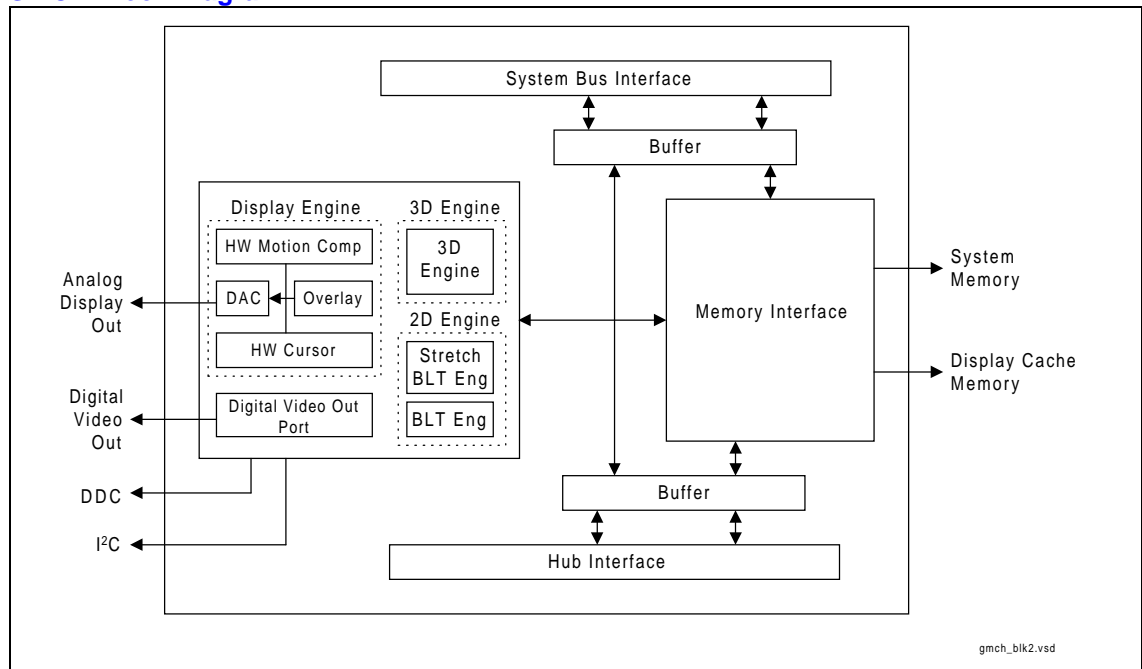 System Bus Interface
Buffer
Display Engine
3D Engine
HW Motion Comp
3D
Engine
Analog
Display
Out
DAC
Overlay
HW Cursor
2D Engine
Stretch
BLT Eng
BLT Eng
Digital
Video
Out
Digital Video Out
Port
Memory Interface
System
Memory
Display Cache
Memory
DDC
I²C
Buffer
Hub Interface
gmch_blk2.vsd